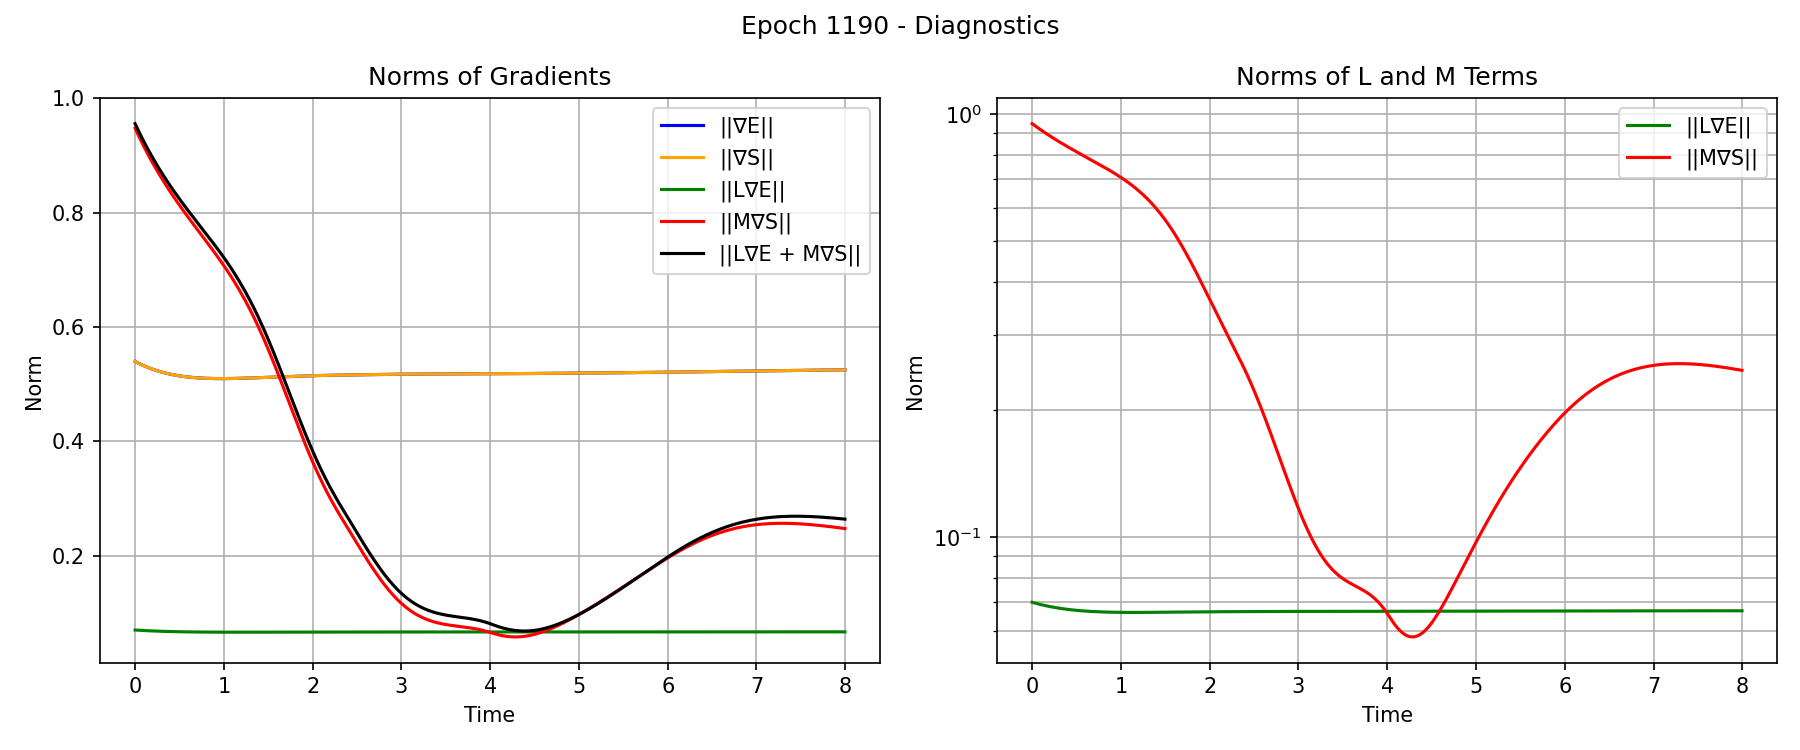 Epoch 1190 - Diagnostics
Norms of Gradients
1.0
0.8
0.6
0.4
0.2
Norm
0 1 2 3 4 5 6 7 8
Time
||∇E||
||∇S||
||L∇E||
||M∇S||
||L∇E + M∇S||
Norms of L and M Terms
10⁰
10⁻¹
Norm
0 1 2 3 4 5 6 7 8
Time
||L∇E||
||M∇S||